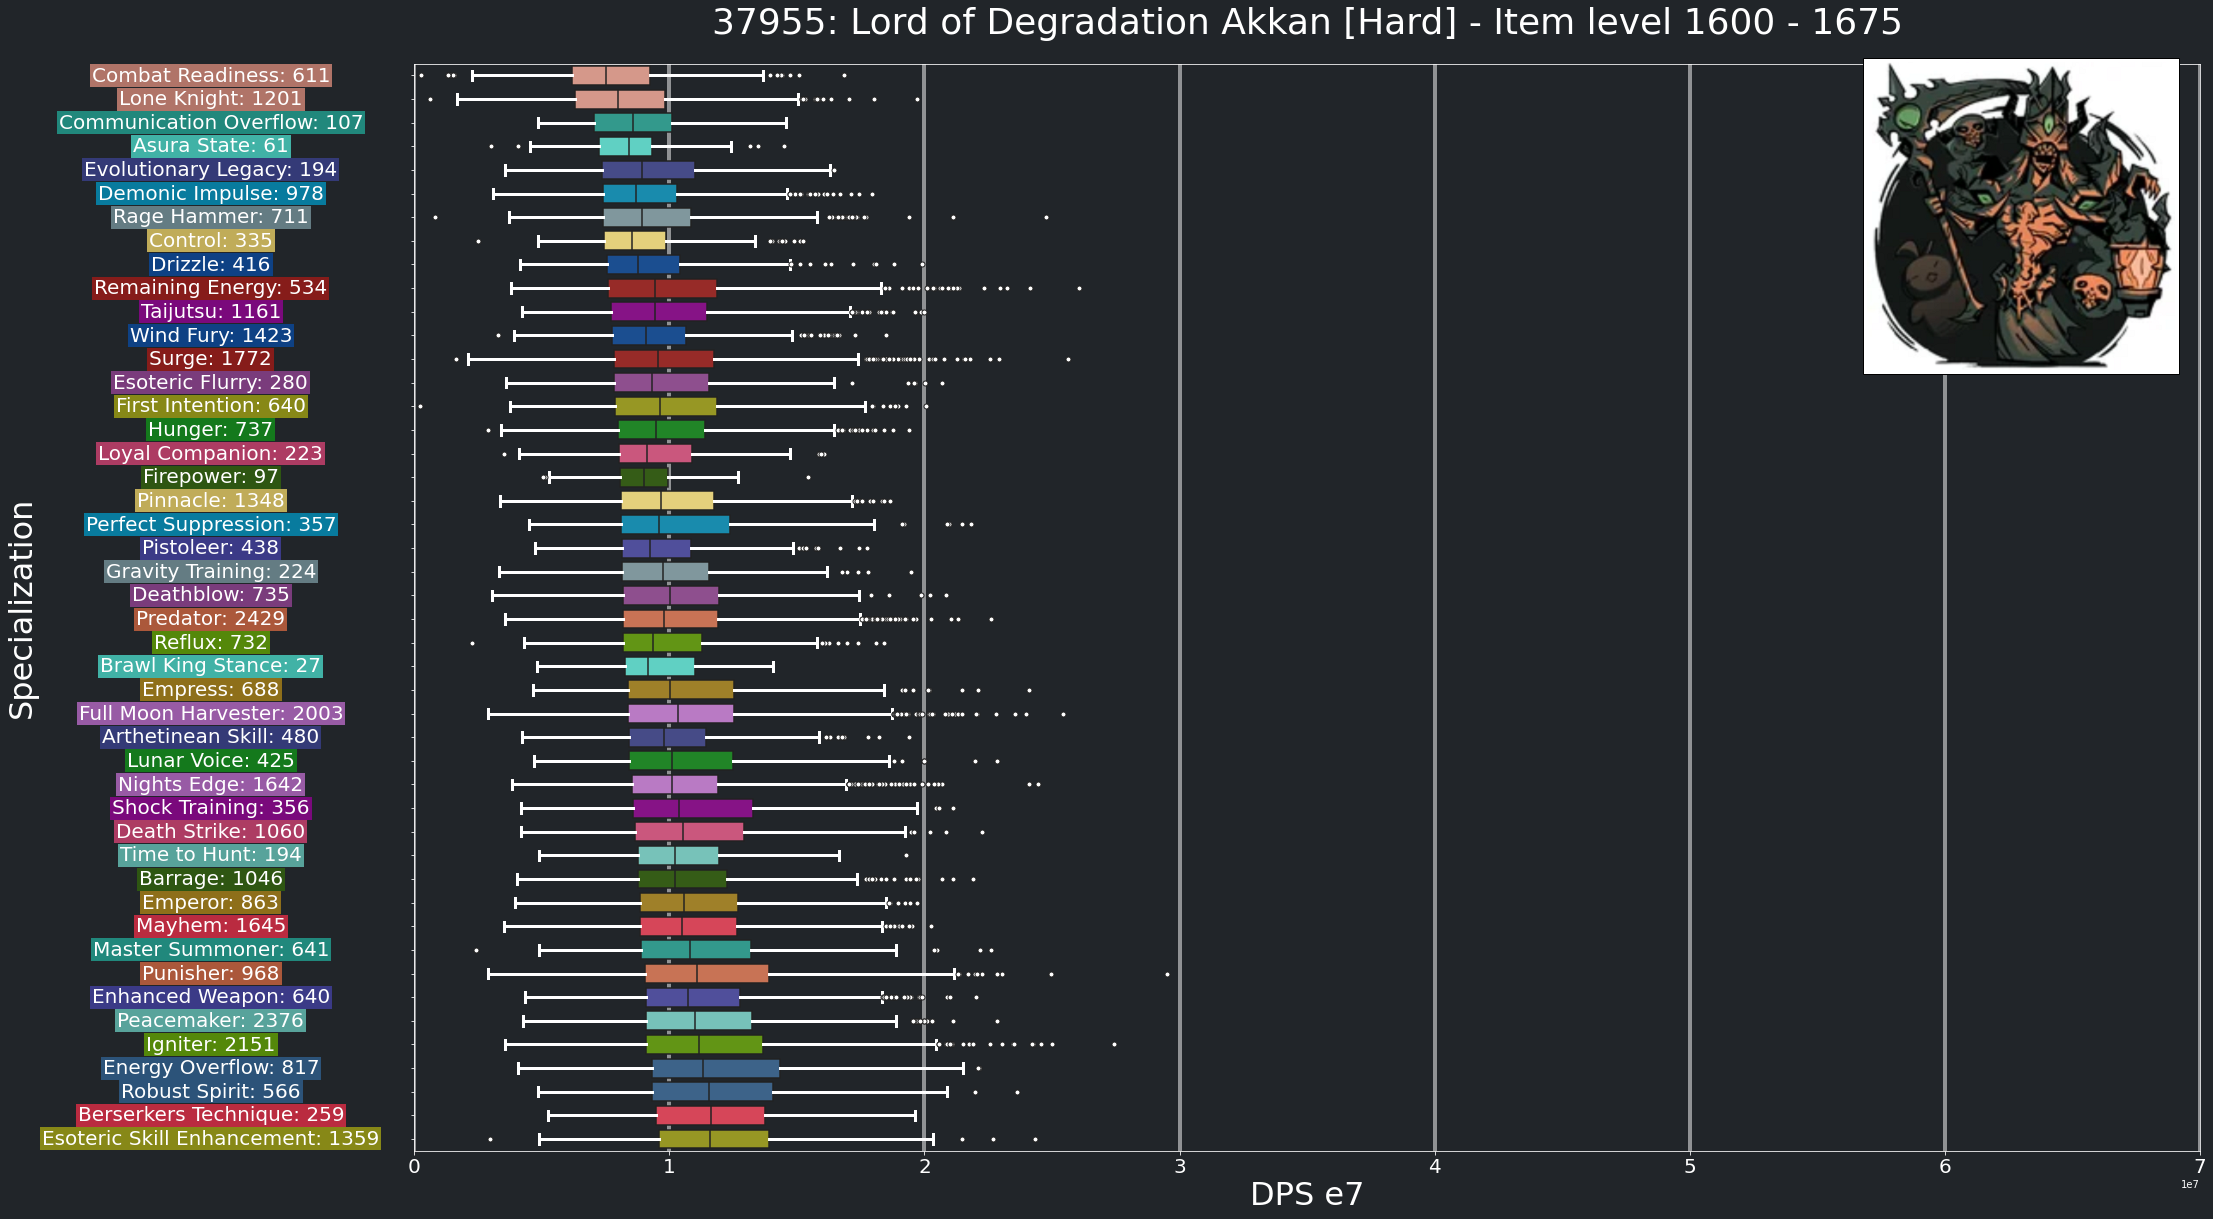 37955: Lord of Degradation Akkan [Hard] - Item level 1600 - 1675
Specialization
Combat Readiness: 611
Lone Knight: 1201
Communication Overflow: 107
Asura State: 61
Evolutionary Legacy: 194
Demonic Impulse: 978
Rage Hammer: 711
Control: 335
Drizzle: 416
Remaining Energy: 534
Taijutsu: 1161
Wind Fury: 1423
Surge: 1772
Esoteric Flurry: 280
First Intention: 640
Hunger: 737
Loyal Companion: 223
Firepower: 97
Pinnacle: 1348
Perfect Suppression: 357
Pistoleer: 438
Gravity Training: 224
Deathblow: 735
Predator: 2429
Reflux: 732
Brawl King Stance: 27
Empress: 688
Full Moon Harvester: 2003
Arthetinean Skill: 480
Lunar Voice: 425
Nights Edge: 1642
Shock Training: 356
Death Strike: 1060
Time to Hunt: 194
Barrage: 1046
Emperor: 863
Mayhem: 1645
Master Summoner: 641
Punisher: 968
Enhanced Weapon: 640
Peacemaker: 2376
Igniter: 2151
Energy Overflow: 817
Robust Spirit: 566
Berserkers Technique: 259
Esoteric Skill Enhancement: 1359
0 1 2 3 4 5 6 7
1e7
DPS e7